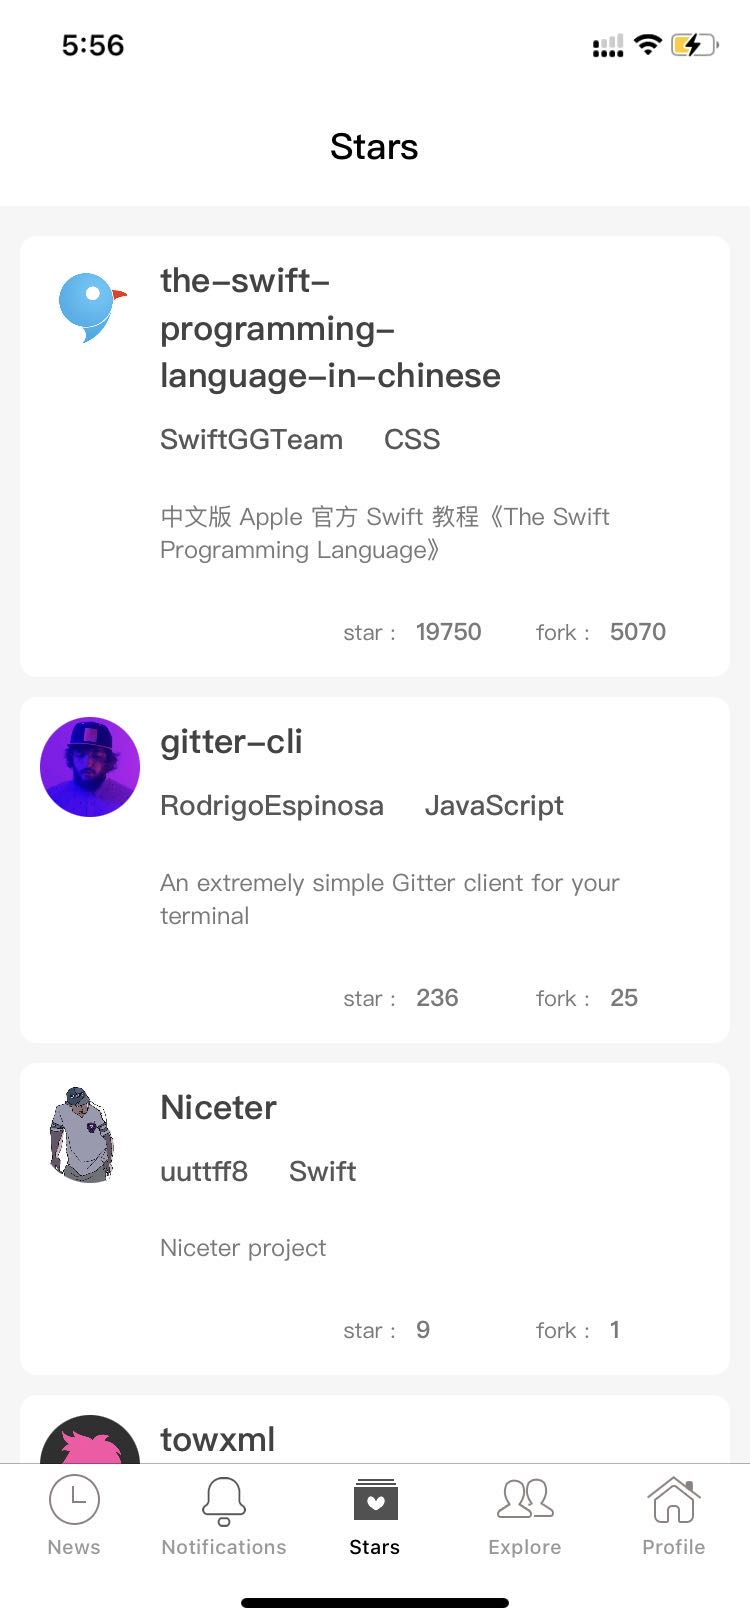 5:56
Stars
the-swift-
programming-
language-in-chinese
SwiftGGTeam CSS
中文版 Apple 官方 Swift 教程《The Swift
Programming Language》
star : 19750 fork : 5070
gitter-cli
RodrigoEspinosa JavaScript
An extremely simple Gitter client for your
terminal
star : 236 fork : 25
Niceter
uuttff8 Swift
Niceter project
star : 9 fork : 1
towxml
News Notifications Stars Explore Profile